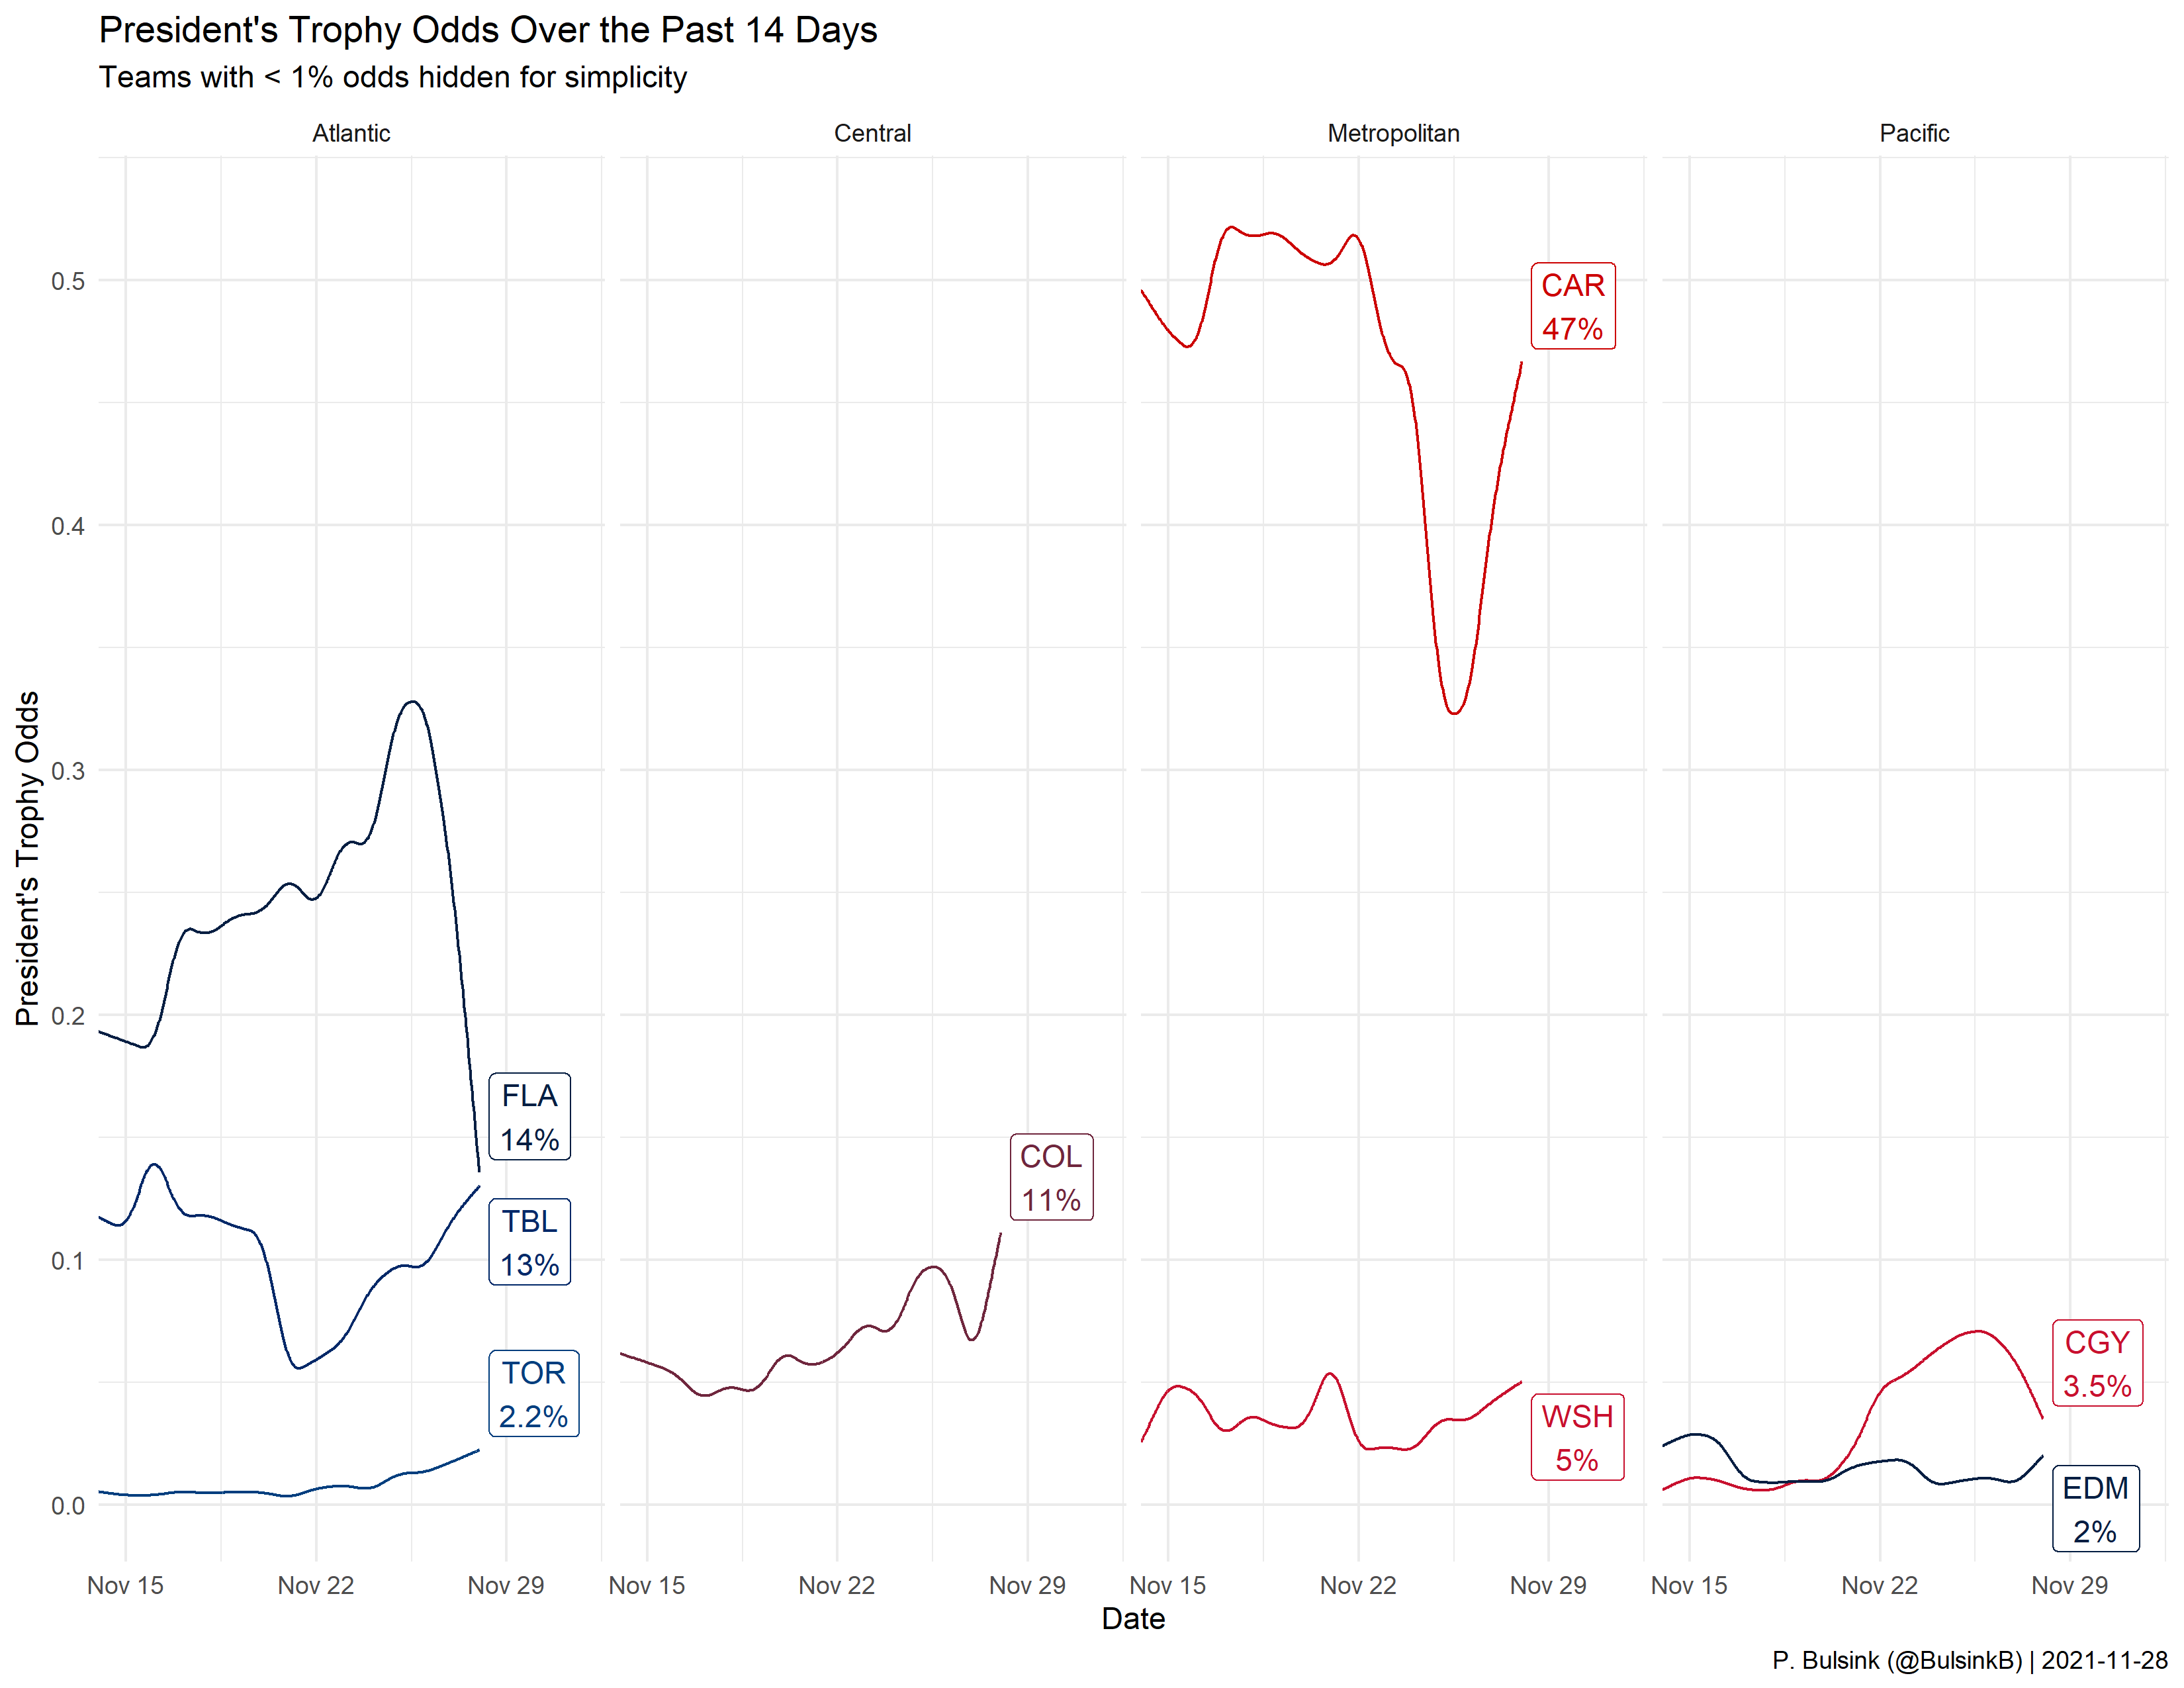 President's Trophy Odds Over the Past 14 Days
Teams with < 1% odds hidden for simplicity
Atlantic
Central
Metropolitan
Pacific
President's Trophy Odds
0.5
0.4
0.3
0.2
0.1
0.0
FLA
14%
TBL
13%
TOR
2.2%
COL
11%
CAR
47%
WSH
5%
CGY
3.5%
EDM
2%
Nov 15
Nov 22
Nov 29
Nov 15
Nov 22
Nov 29
Nov 15
Nov 22
Nov 29
Nov 15
Nov 22
Nov 29
Date
P. Bulsink (@BulsinkB) | 2021-11-28